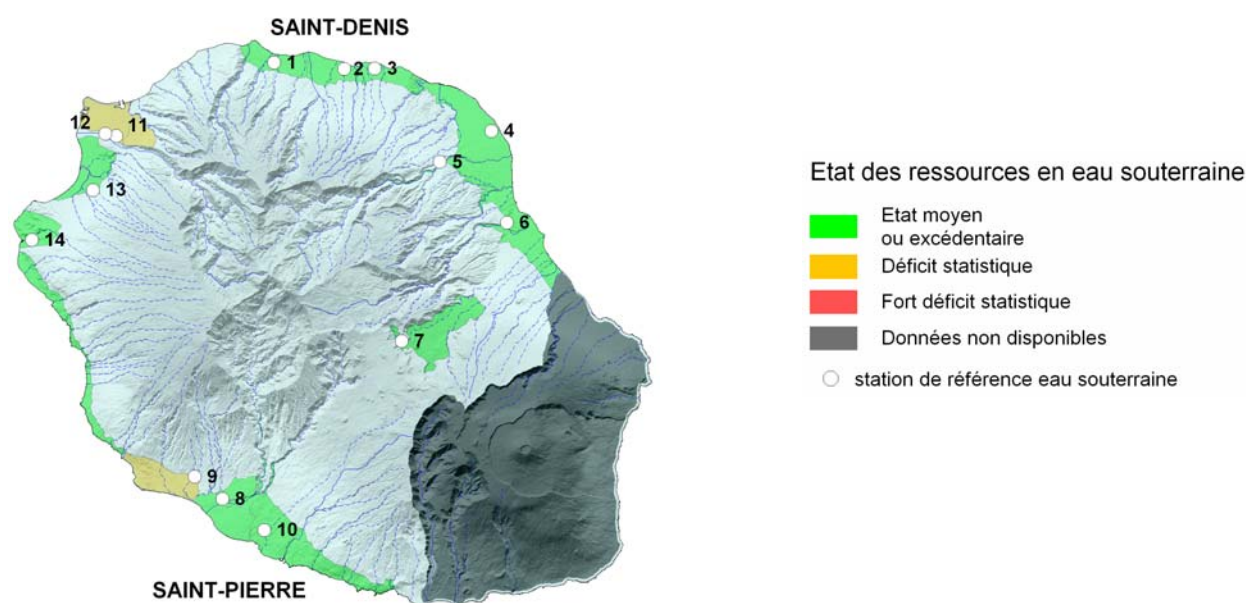 SAINT-DENIS
1
2
3
12
11
4
5
13
6
14
7
9
8
10
SAINT-PIERRE
Etat des ressources en eau souterraine
Etat moyen
ou excédentaire
Déficit statistique
Fort déficit statistique
Données non disponibles
station de référence eau souterraine